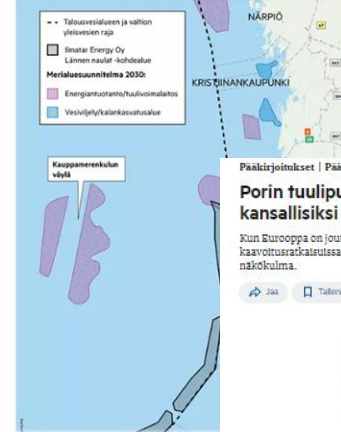 NÄRPIÖ
Talousvesialueen ja valtion
yleisvesien raja
Ilmatar Energy Oy
Lännen naulat -kohdealue
Merialuesuunnitelma 2030:
Energiantuotanto/tuulivoimalaitos
Vesiviljely/kalankasvatusalue
KRISTIINANKAUPUNKI
Kauppamerenkulun
väylä
Pääkirjoitukset | Pää
Porin tuulipu
kansallisiksi
Kun Eurooppa on jou
kaavoitusratkaisuissa
näkökulma.
Jaa
Tallen